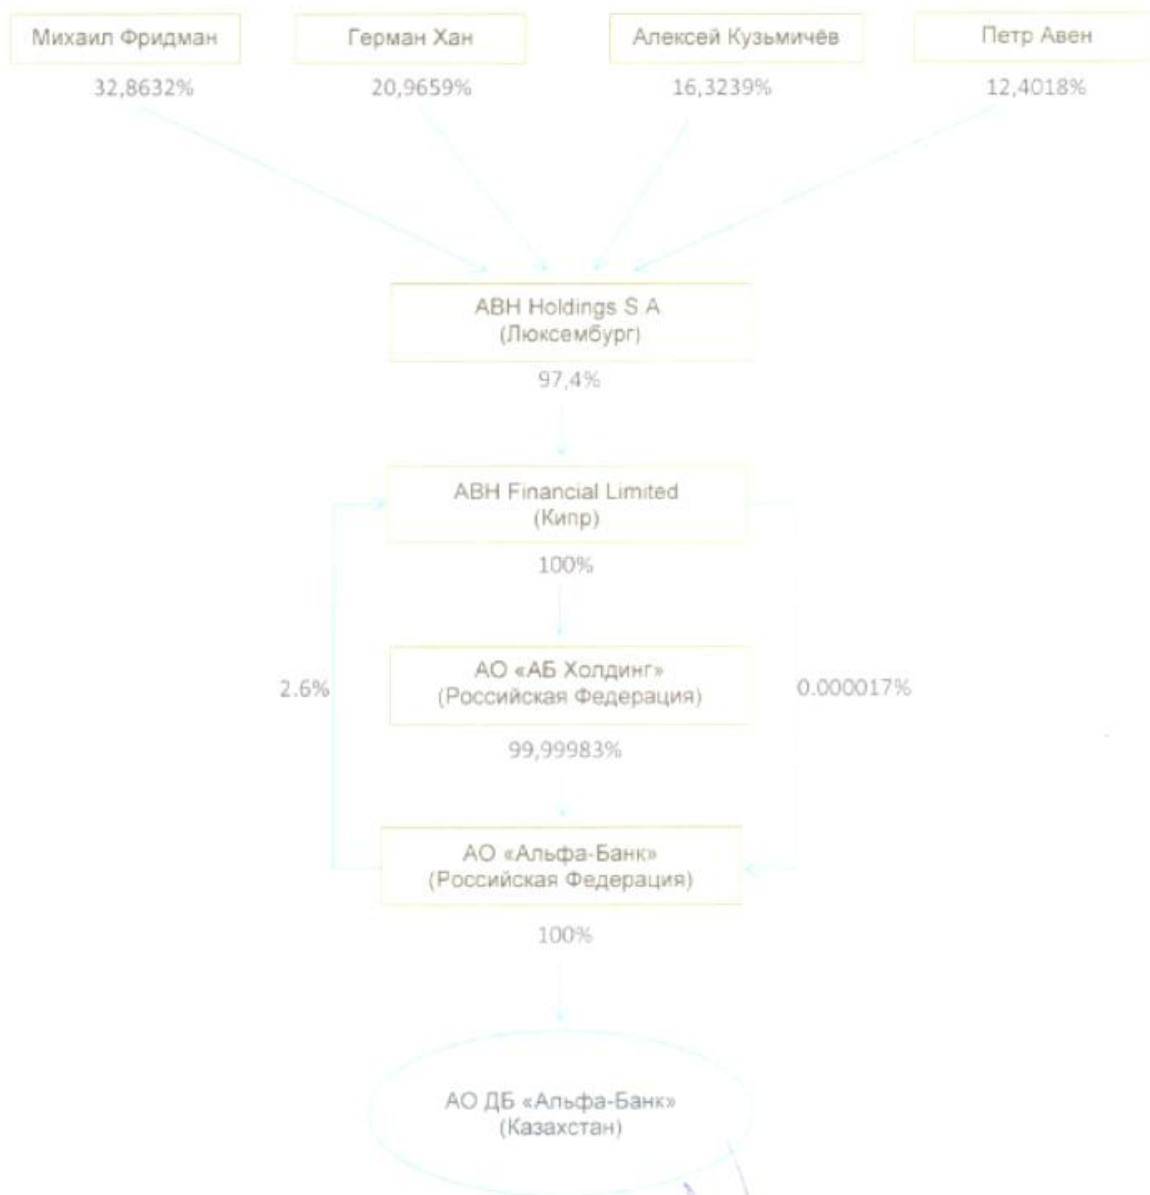 Михаил Фридман
Герман Хан
Алексей Кузьмичёв
Петр Авен
32,8632%
20,9659%
16,3239%
12,4018%
ABH Holdings S A
(Люксембург)
97,4%
ABH Financial Limited
(Кипр)
100%
АО «АБ Холдинг»
(Российская Федерация)
2.6%
0.000017%
99,99983%
АО «Альфа-Банк»
(Российская Федерация)
100%
АО ДБ «Альфа-Банк»
(Казахстан)